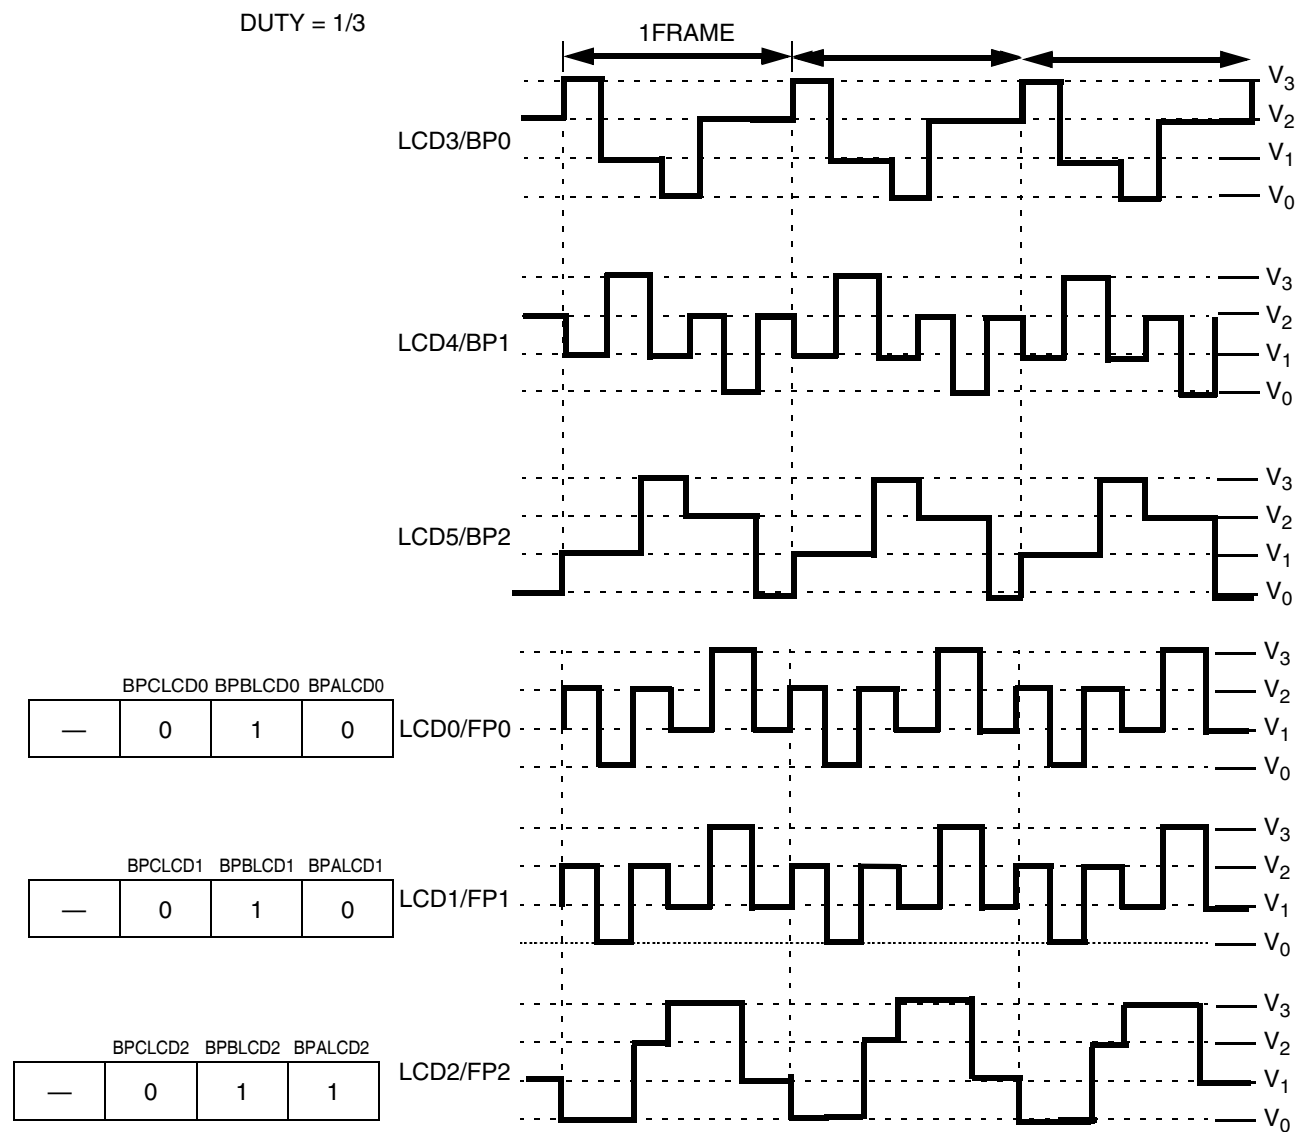 DUTY = 1/3
1FRAME
LCD3/BP0
V3
V2
V1
V0
LCD4/BP1
V3
V2
V1
V0
LCD5/BP2
V3
V2
V1
V0
BPCLCD0 BPBLCD0 BPALCD0
— 0 1 0
LCD0/FP0
V3
V2
V1
V0
BPCLCD1 BPBLCD1 BPALCD1
— 0 1 0
LCD1/FP1
V3
V2
V1
V0
BPCLCD2 BPBLCD2 BPALCD2
— 0 1 1
LCD2/FP2
V3
V2
V1
V0